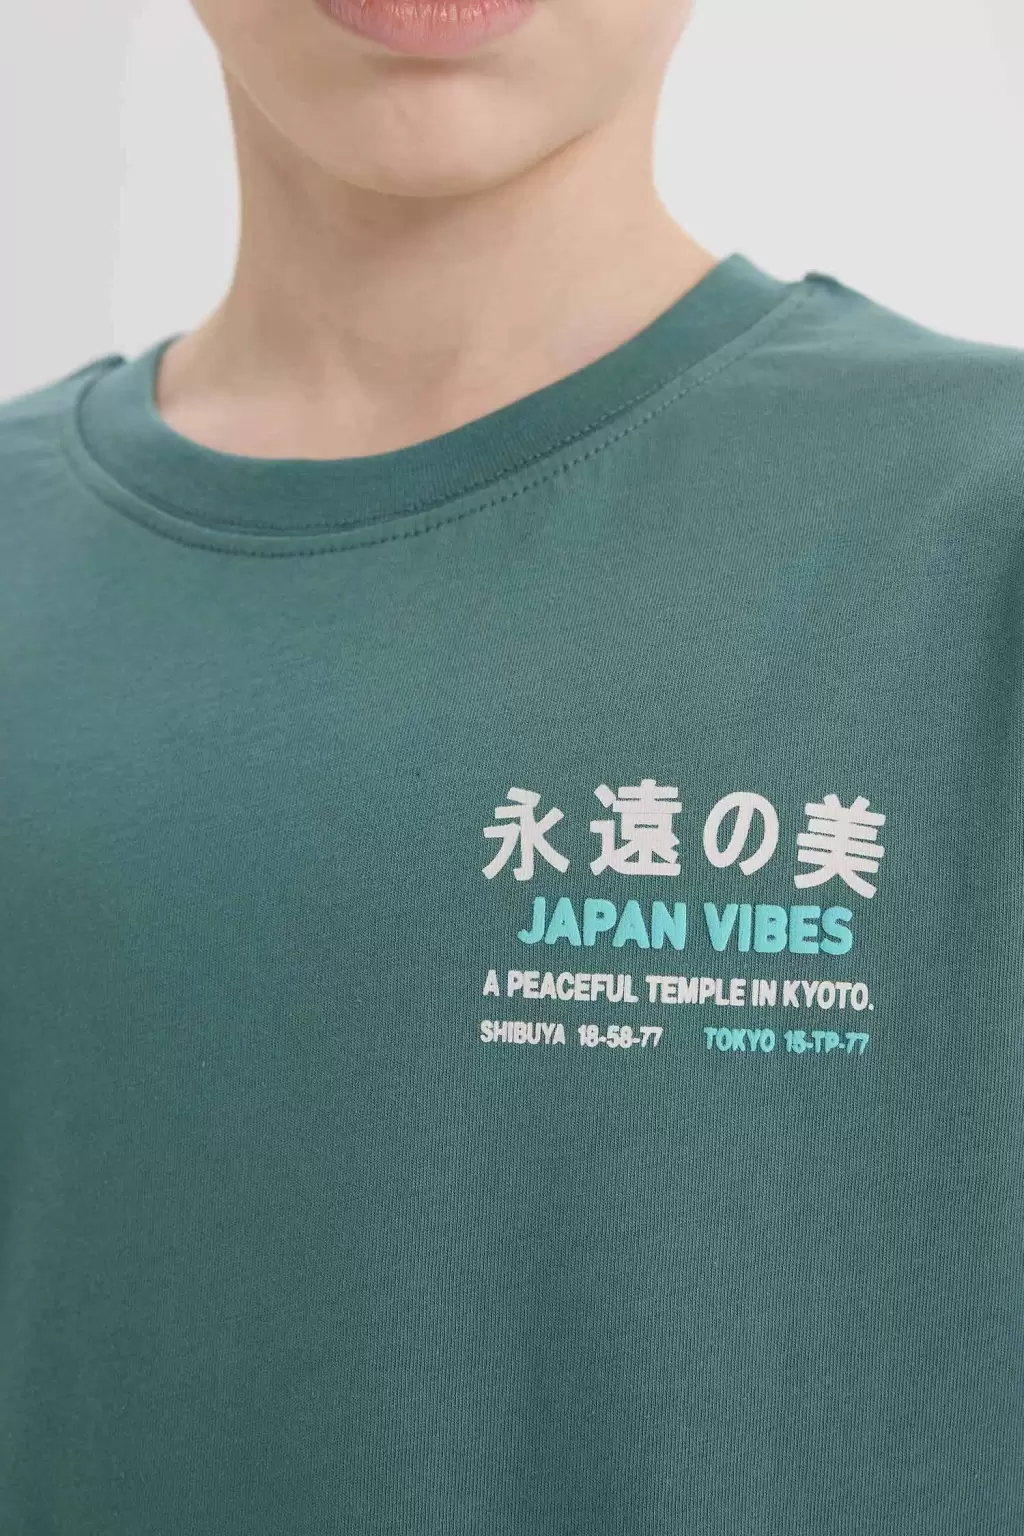 永遠の美
JAPAN VIBES
A PEACEFUL TEMPLE IN KYOTO.
SHIBUYA 18-58-77 TOKYO 15-TP-77